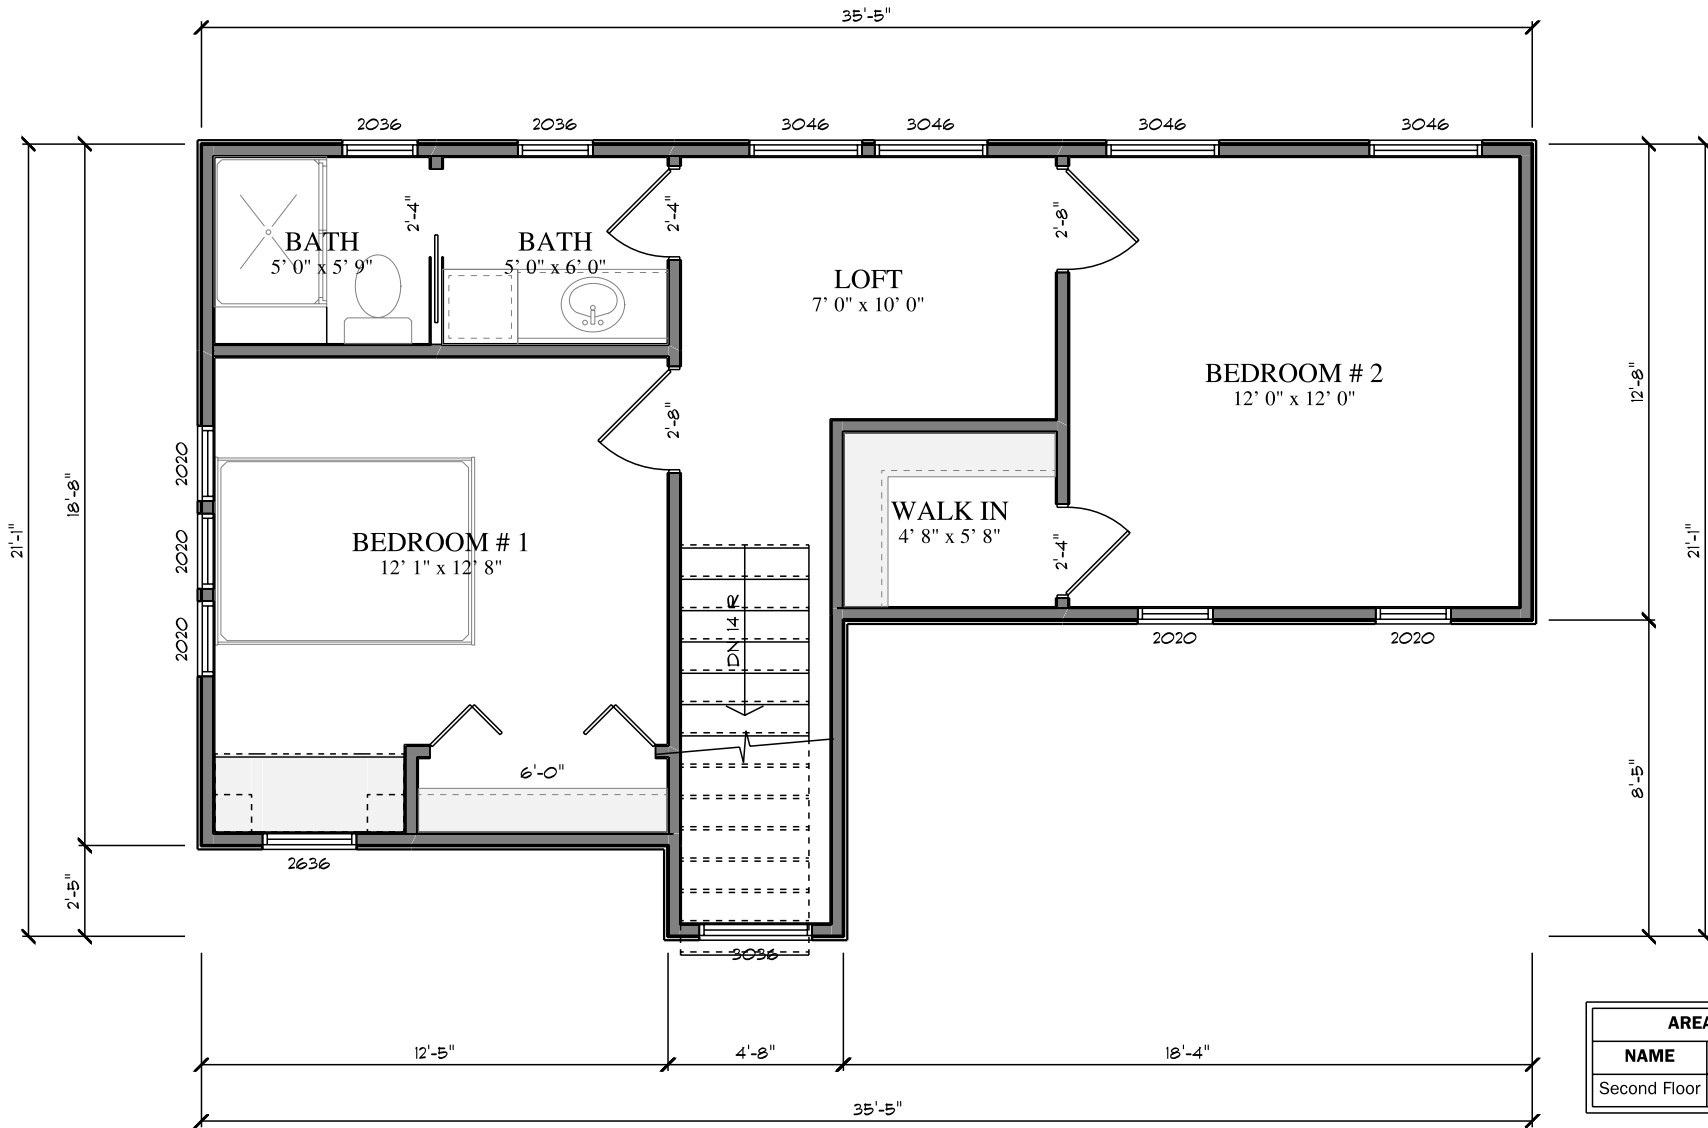 35'-5"
2036
2036
3046
3046
3046
3046
2'-4"
2'-4"
2'-8"
BATH
5' 0" x 5' 9"
BATH
5' 0" x 6' 0"
LOFT
7' 0" x 10' 0"
BEDROOM # 2
12' 0" x 12' 0"
12'-8"
2'-8"
2020
18'-8"
21'-1"
21'-1"
WALK IN
4' 8" x 5' 8"
BEDROOM # 1
12' 1" x 12' 8"
2020
2'-4"
DN 14 R
2020
2020
2020
6'-0"
8'-5"
2636
2'-5"
3036
12'-5"
4'-8"
18'-4"
35'-5"
AREA
NAME
Second Floor